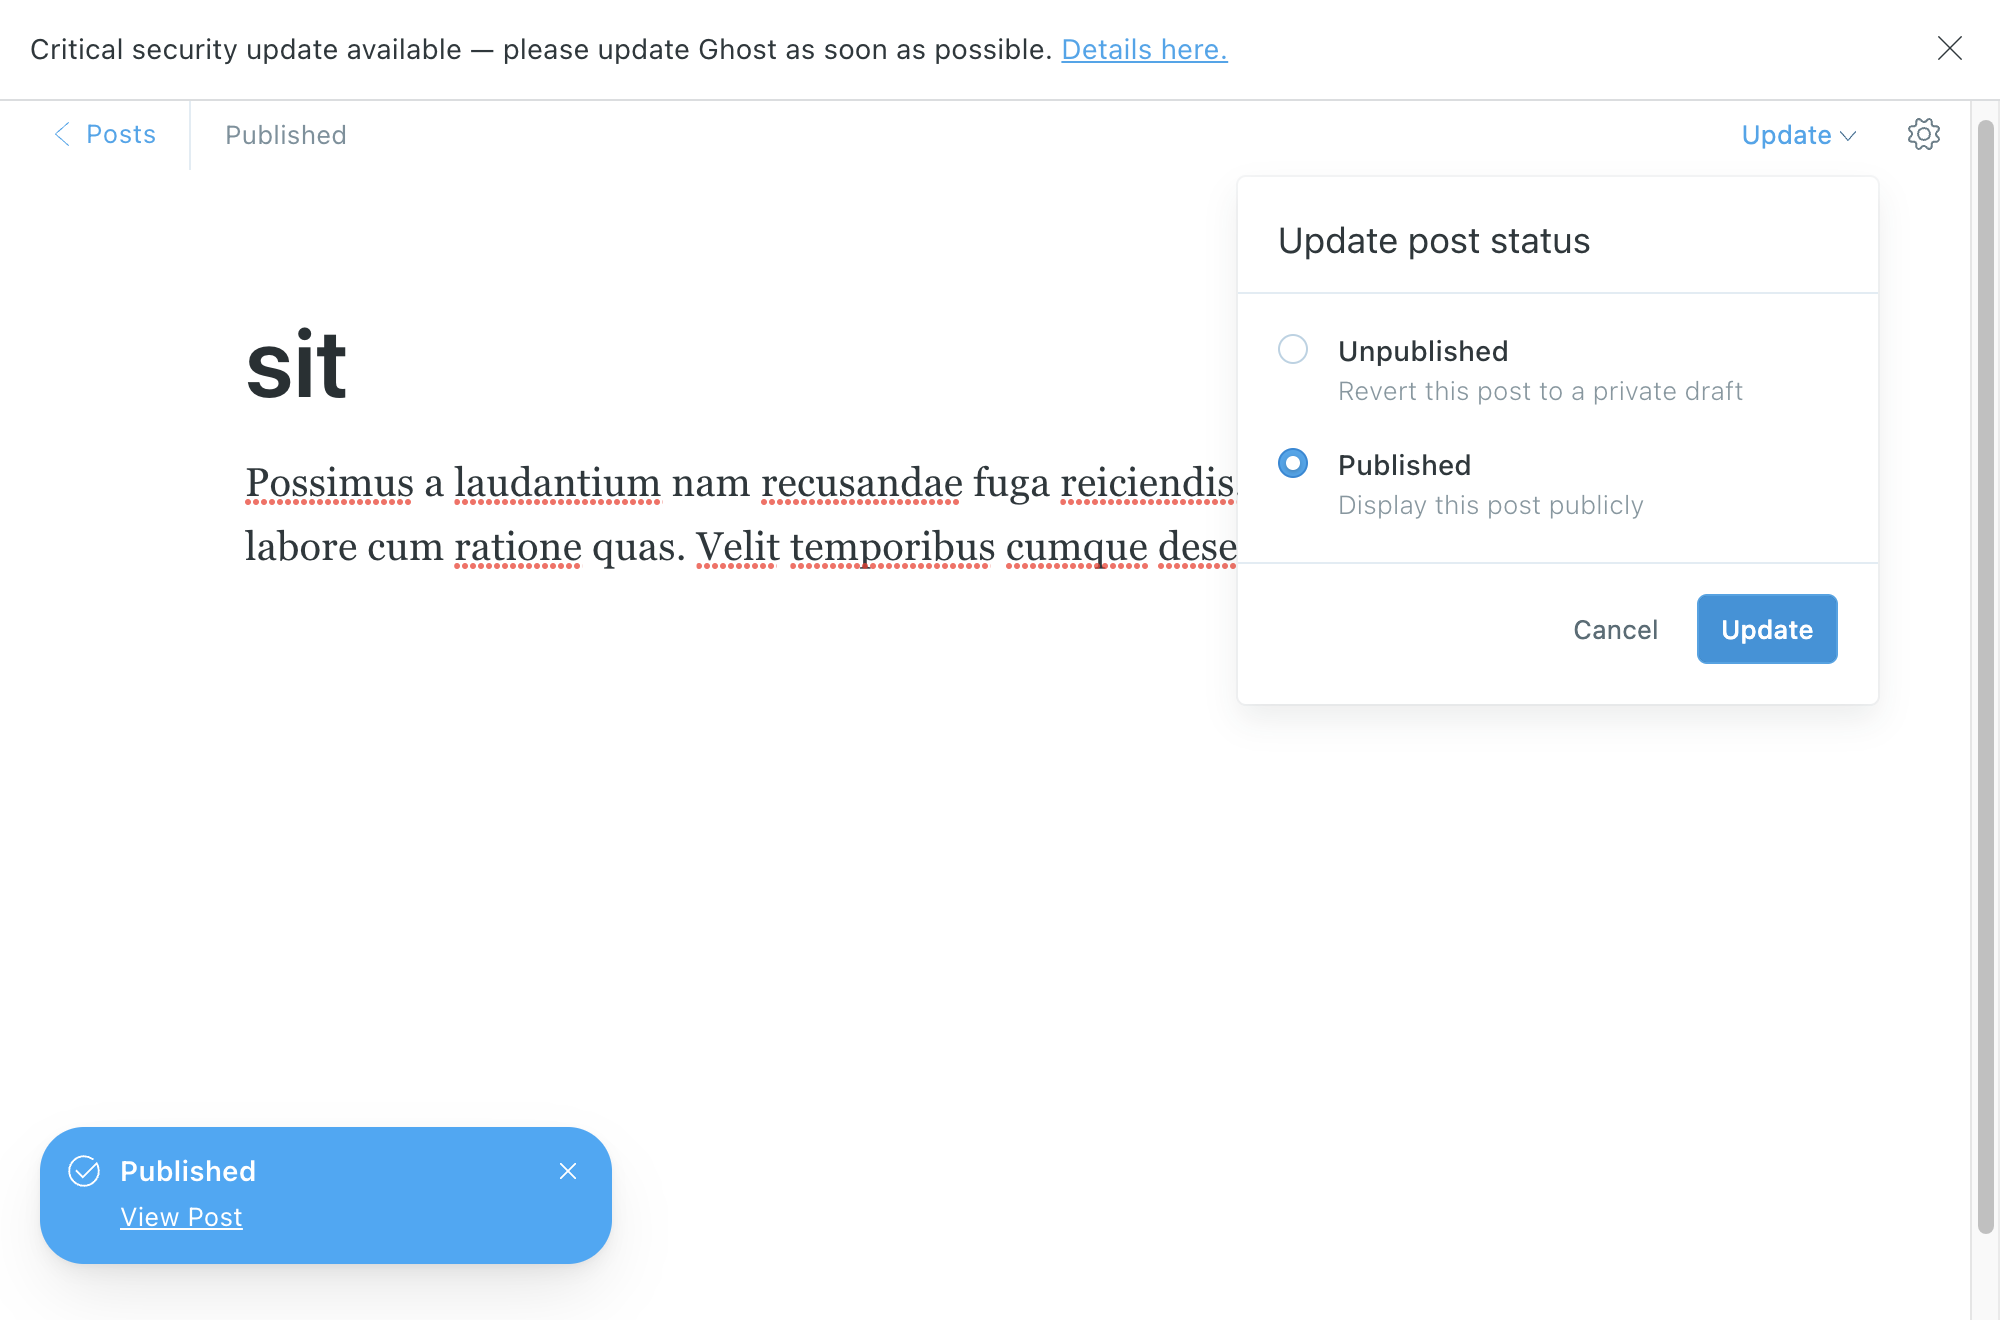 Critical security update available — please update Ghost as soon as possible. Details here.
Posts
Published
Update
Update post status
Unpublished
Revert this post to a private draft
Published
Display this post publicly
Cancel
Update
sit
Possimus a laudantium nam recusandae fuga reiciendis.
labore cum ratione quas. Velit temporibus cumque dese
Published
View Post